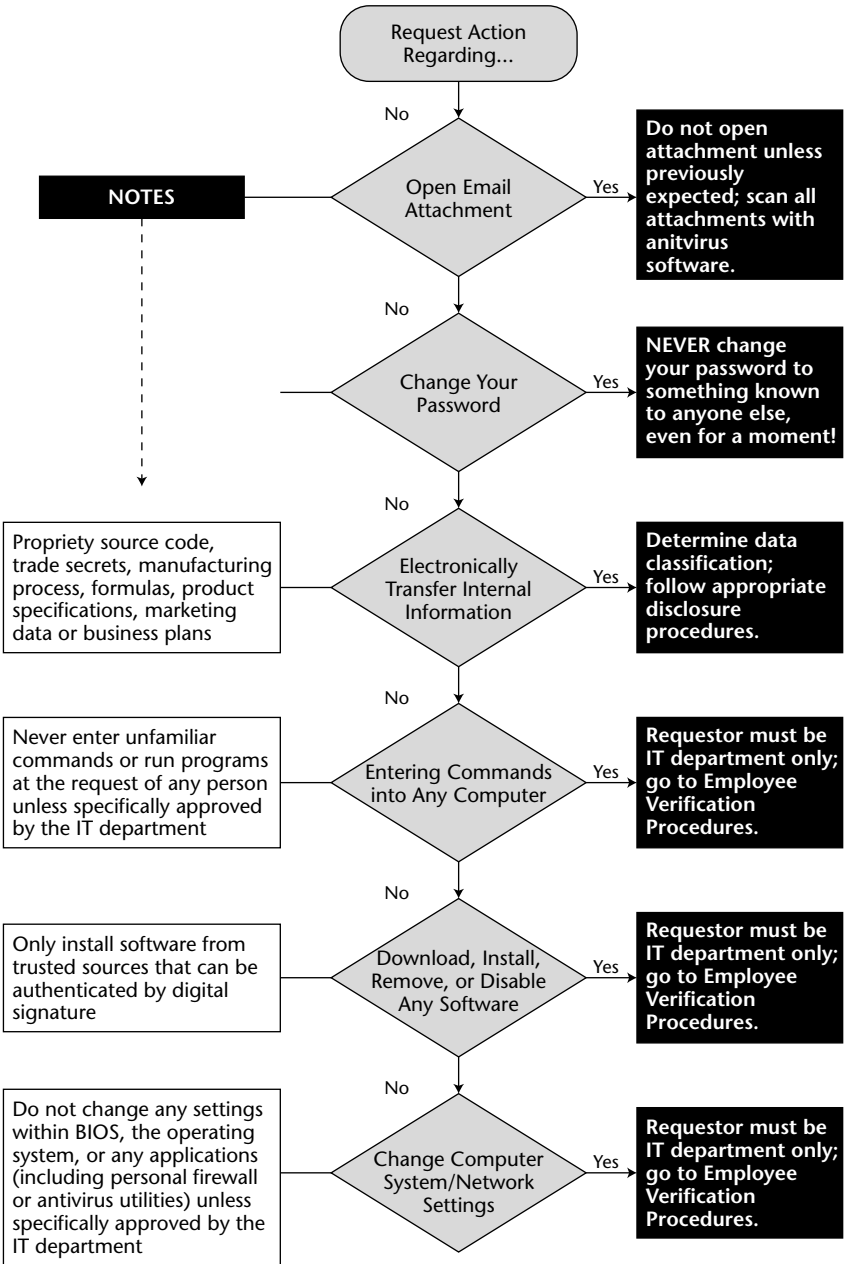 Request Action
Regarding...
No
NOTES
Open Email
Attachment
Yes
Do not open
attachment unless
previously
expected; scan all
attachments with
anitvirus
software.
No
Change Your
Password
Yes
NEVER change
your password to
something known
to anyone else,
even for a moment!
No
Propriety source code,
trade secrets, manufacturing
process, formulas, product
specifications, marketing
data or business plans
Electronically
Transfer Internal
Information
Yes
Determine data
classification;
follow appropriate
disclosure
procedures.
No
Never enter unfamiliar
commands or run programs
at the request of any person
unless specifically approved
by the IT department
Entering Commands
into Any Computer
Yes
Requestor must be
IT department only;
go to Employee
Verification
Procedures.
No
Only install software from
trusted sources that can be
authenticated by digital
signature
Download, Install,
Remove, or Disable
Any Software
Yes
Requestor must be
IT department only;
go to Employee
Verification
Procedures.
No
Do not change any settings
within BIOS, the operating
system, or any applications
(including personal firewall
or antivirus utilities) unless
specifically approved by the
IT department
Change Computer
System/Network
Settings
Yes
Requestor must be
IT department only;
go to Employee
Verification
Procedures.